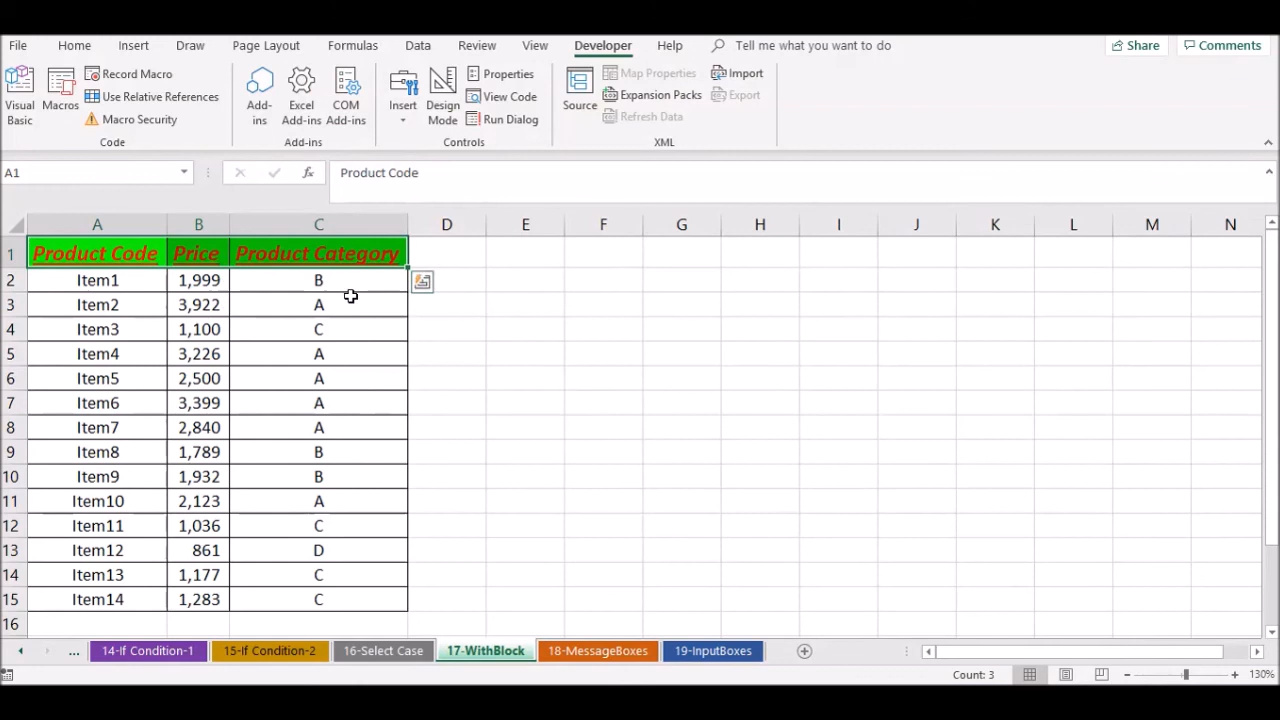 File Home Insert Draw Page Layout Formulas Data Review View Developer Help Tell me what you want to do Share Comments
Visual Basic
Macros
Record Macro
Use Relative References
Macro Security
Code
Add-ins
Excel Add-ins
COM Add-ins
Add-ins
Insert
Design Mode
Properties
View Code
Run Dialog
Controls
Source
Map Properties
Expansion Packs
Refresh Data
Import
Export
XML
A1 fx Product Code
A B C D E F G H I J K L M N
1 Product Code Price Product Category
2 Item1 1,999 B
3 Item2 3,922 A
4 Item3 1,100 C
5 Item4 3,226 A
6 Item5 2,500 A
7 Item6 3,399 A
8 Item7 2,840 A
9 Item8 1,789 B
10 Item9 1,932 B
11 Item10 2,123 A
12 Item11 1,036 C
13 Item12 861 D
14 Item13 1,177 C
15 Item14 1,283 C
16
... 14-If Condition-1 15-If Condition-2 16-Select Case 17-WithBlock 18-MessageBoxes 19-InputBoxes
Count: 3 130%